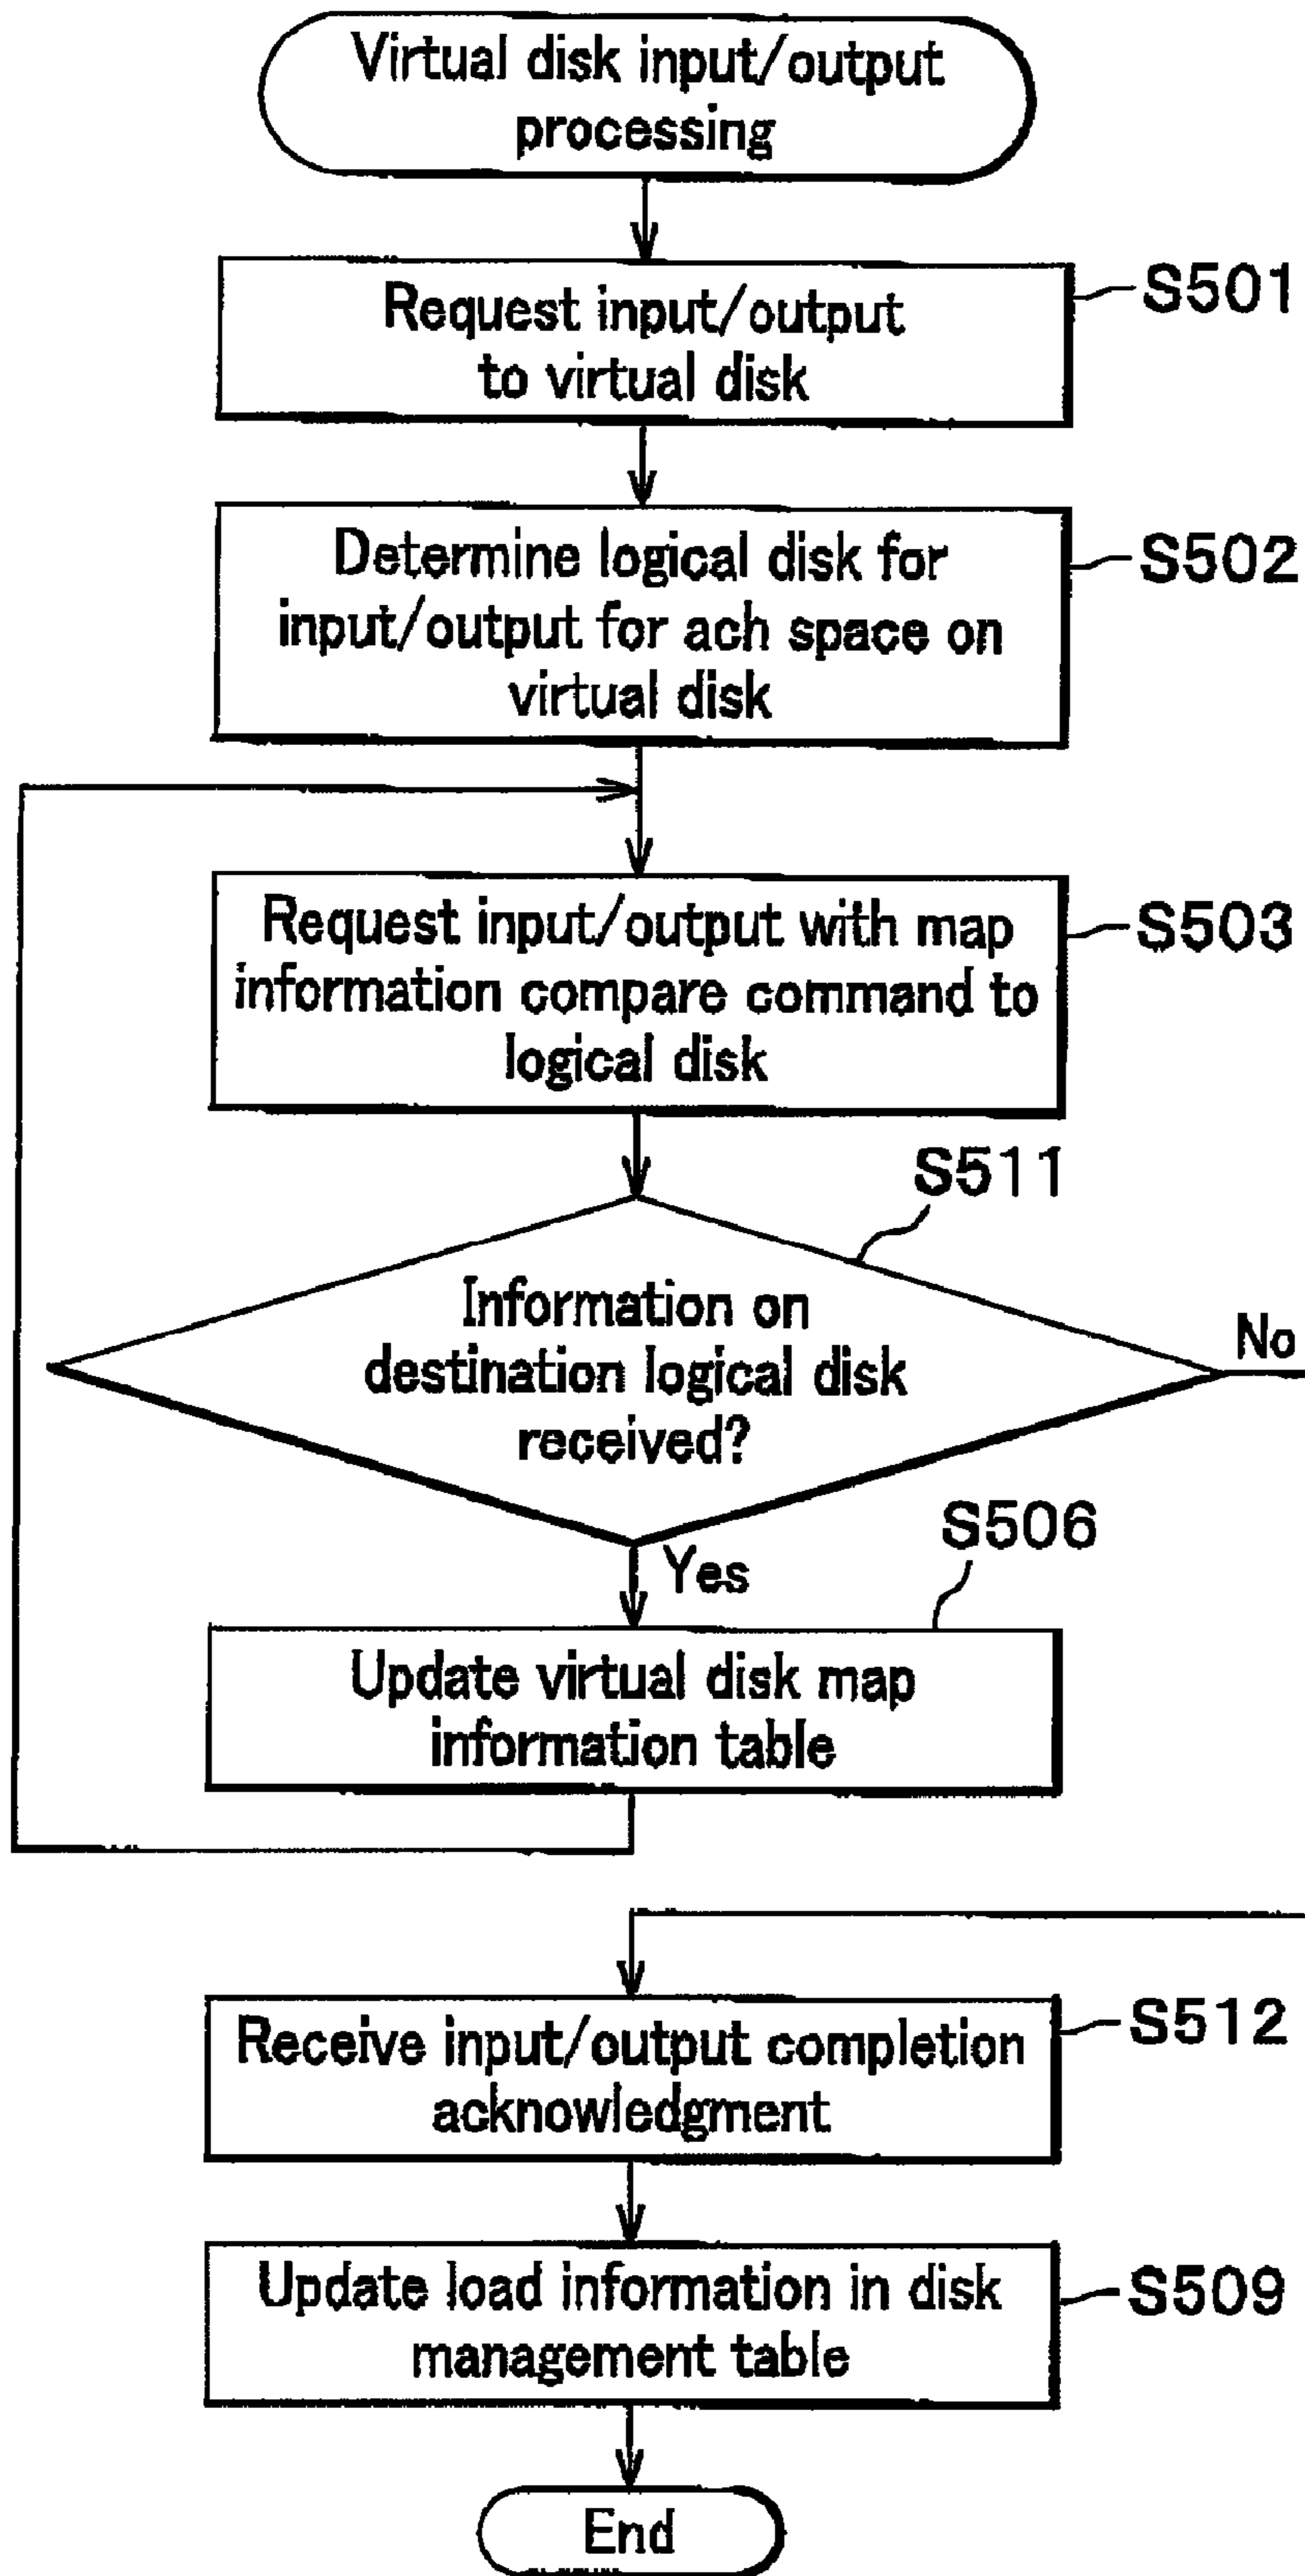 Virtual disk input/output
processing
S501
Request input/output
to virtual disk
S502
Determine logical disk for
input/output for ach space on
virtual disk
S503
Request input/output with map
information compare command to
logical disk
S511
Information on
destination logical disk
received?
No
Yes
S506
Update virtual disk map
information table
S512
Receive input/output completion
acknowledgment
S509
Update load information in disk
management table
End